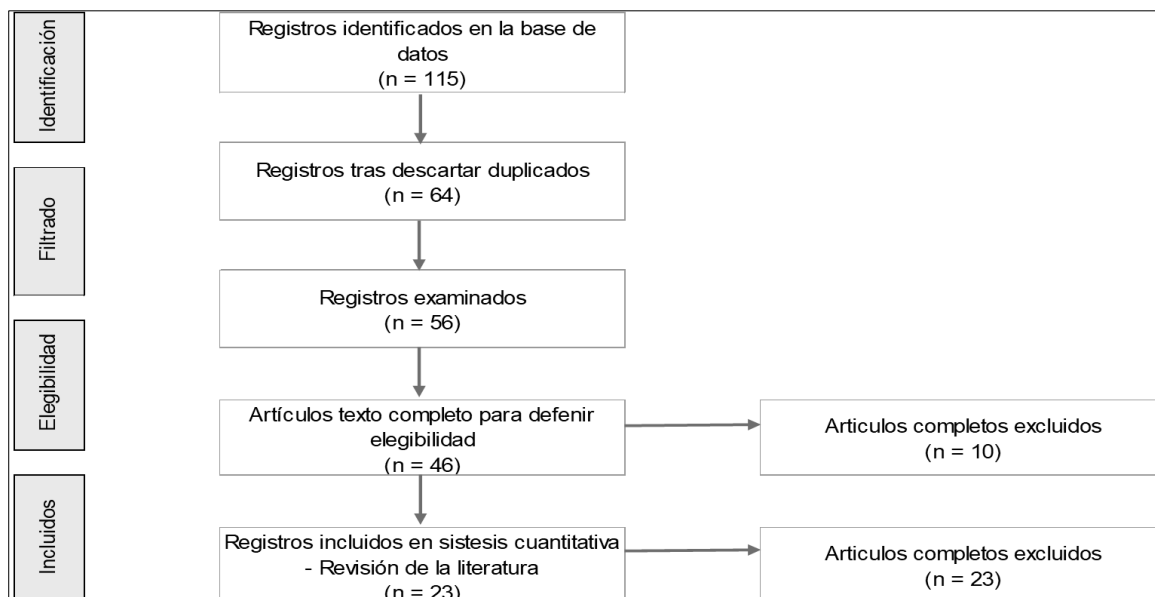 Identificación
Registros identificados en la base de
datos
(n = 115)
Filtrado
Registros tras descartar duplicados
(n = 64)
Registros examinados
(n = 56)
Elegibilidad
Artículos texto completo para defenir
elegibilidad
(n = 46)
Articulos completos excluidos
(n = 10)
Incluidos
Registros incluidos en sistesis cuantitativa
- Revisión de la literatura
(n = 23)
Articulos completos excluidos
(n = 23)